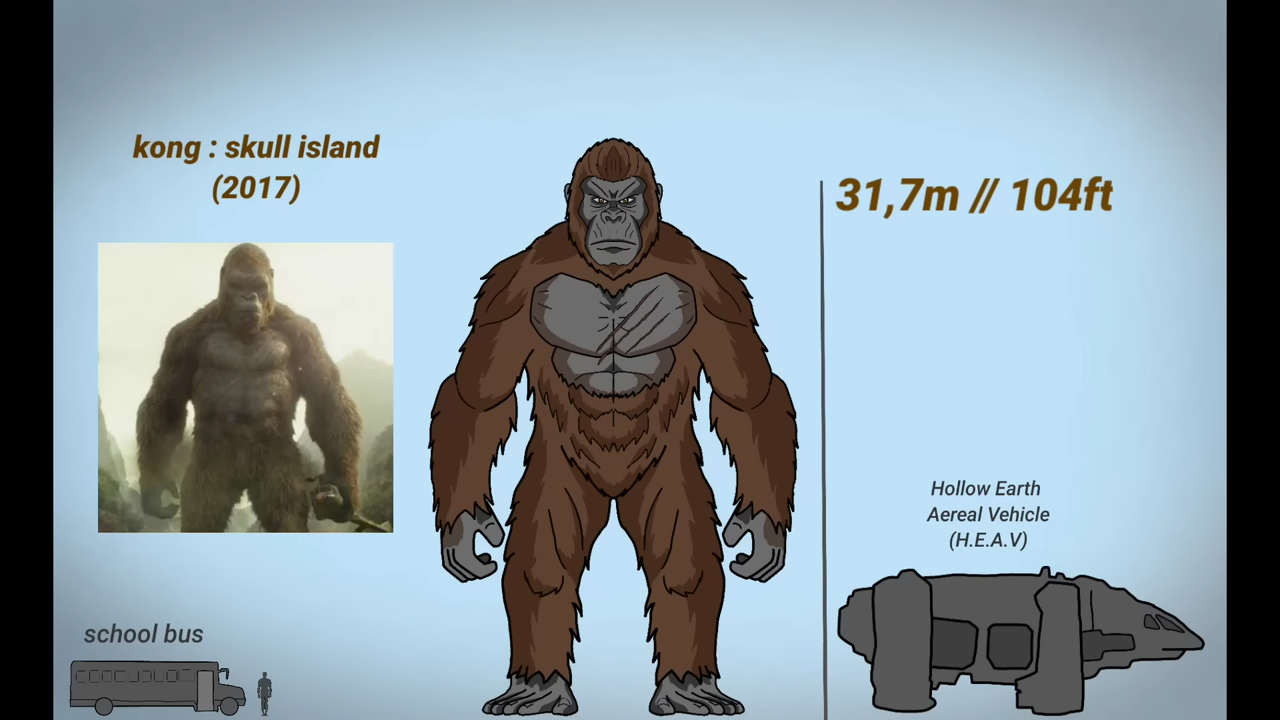 kong : skull island
(2017)
31,7m // 104ft
Hollow Earth
Aereal Vehicle
(H.E.A.V)
school bus